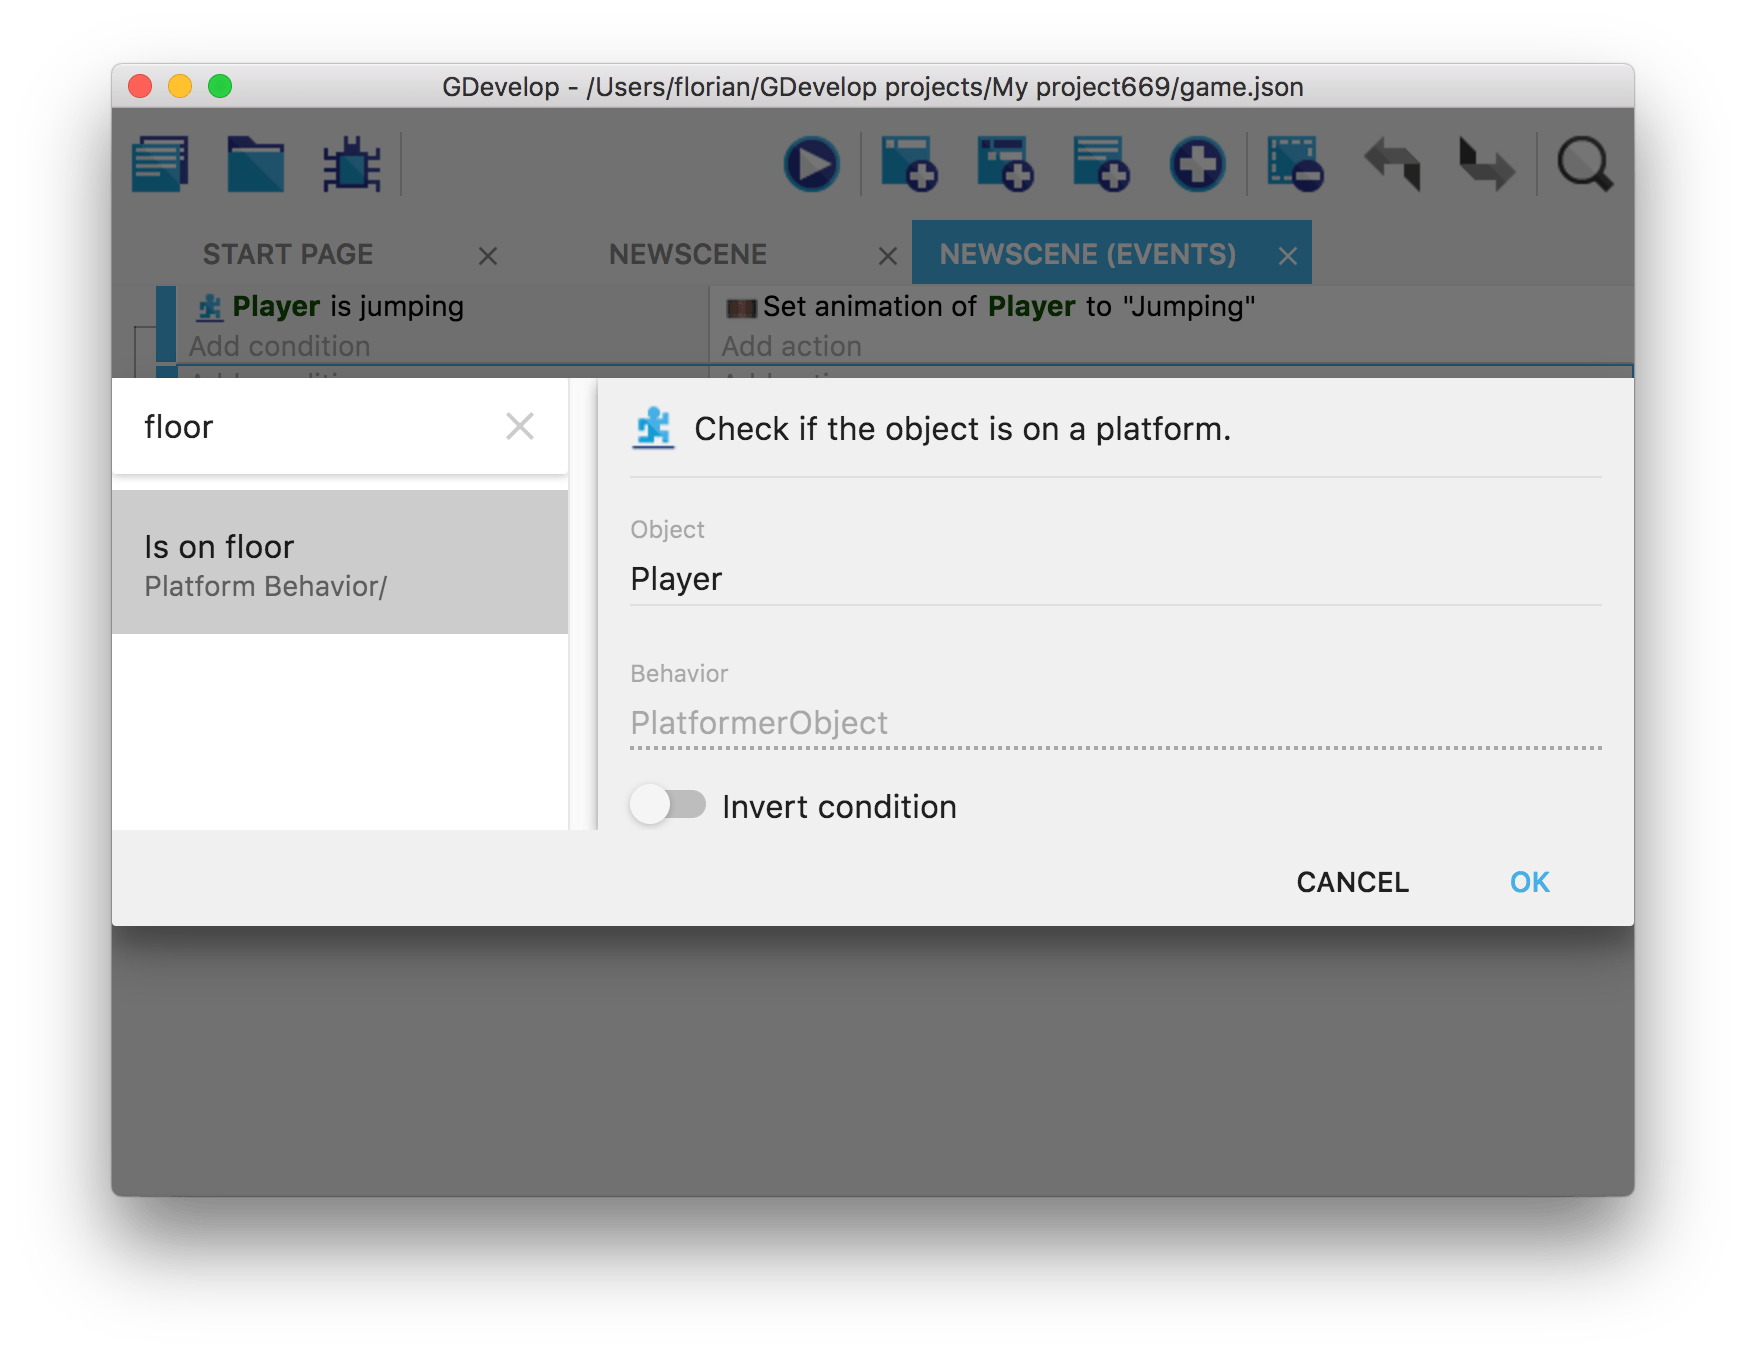 GDevelop - /Users/florian/GDevelop projects/My project669/game.json
START PAGE
NEWSCENE
NEWSCENE (EVENTS)
Player is jumping
Set animation of Player to "Jumping"
Add condition
Add action
floor
Check if the object is on a platform.
Is on floor
Platform Behavior/
Object
Player
Behavior
PlatformerObject
Invert condition
CANCEL
OK